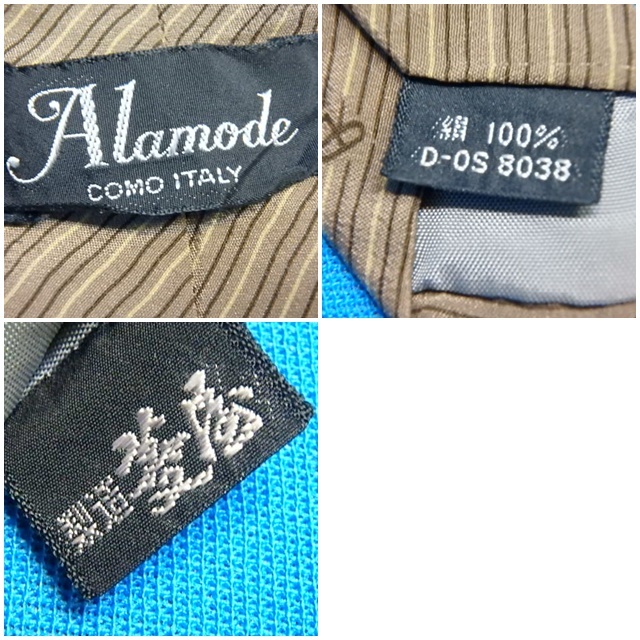 Alamode
COMO ITALY
絹 100%
D-OS 8038
製造